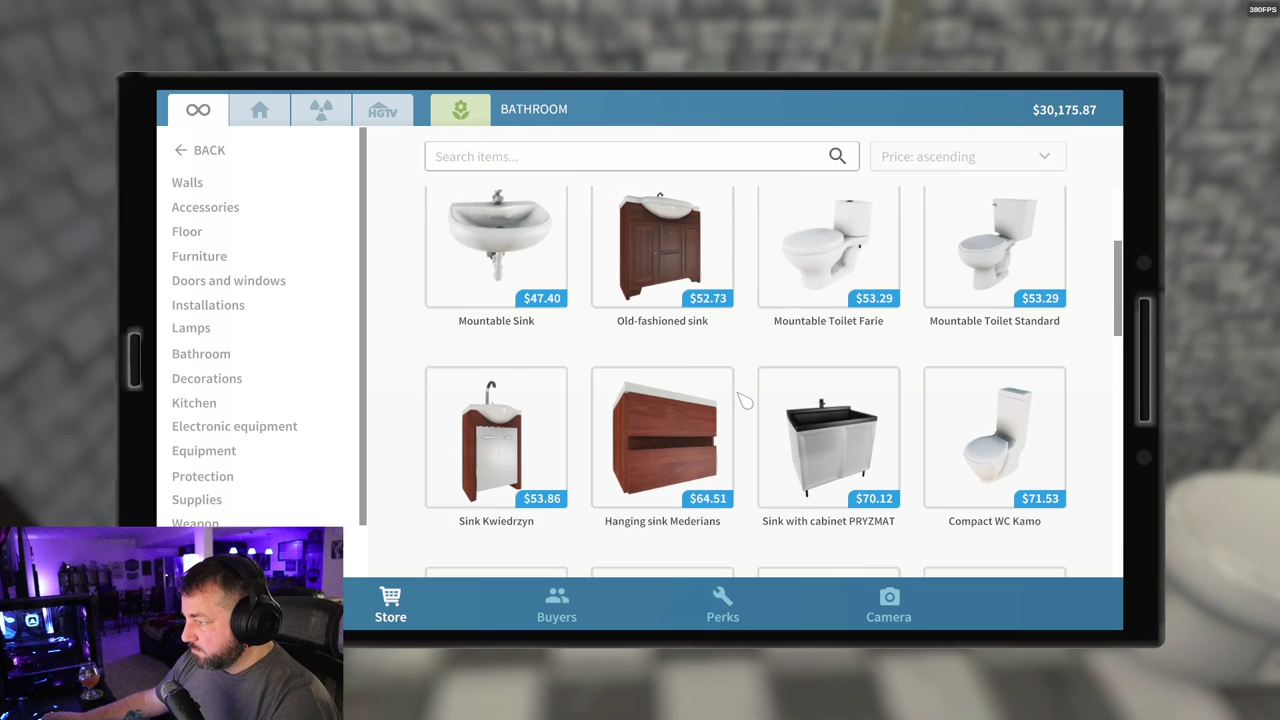 380FPS
HGTV
BATHROOM
$30,175.87
BACK
Search items...
Price: ascending
Walls
Accessories
Floor
Furniture
Doors and windows
Installations
Lamps
Bathroom
Decorations
Kitchen
Electronic equipment
Equipment
Protection
Supplies
Weapon
$47.40
$52.73
$53.29
$53.29
Mountable Sink
Old-fashioned sink
Mountable Toilet Farie
Mountable Toilet Standard
$53.86
$64.51
$70.12
$71.53
Sink Kwiedrzyn
Hanging sink Mederians
Sink with cabinet PRYZMAT
Compact WC Kamo
Store
Buyers
Perks
Camera